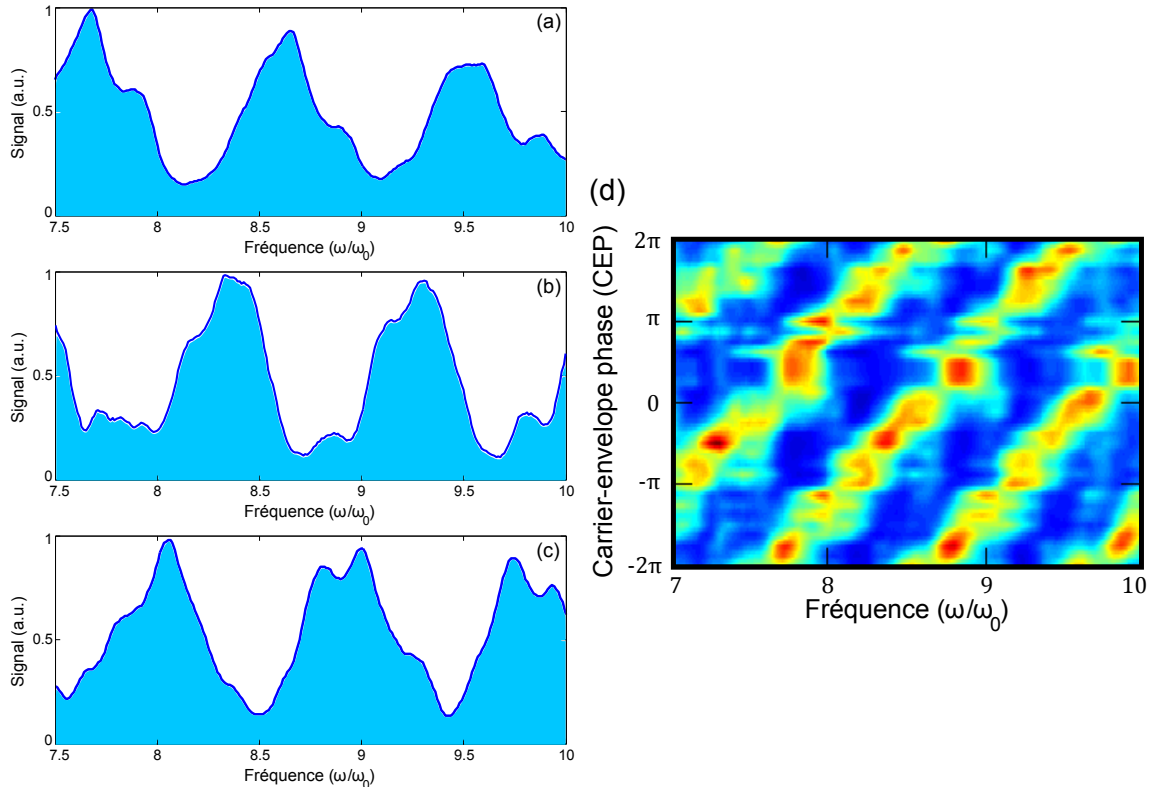 (a)
Signal (a.u.)
1
0.5
0
7.5 8 8.5 9 9.5 10
Fréquence (ω/ω0)
(b)
Signal (a.u.)
1
0.5
0
7.5 8 8.5 9 9.5 10
Fréquence (ω/ω0)
(c)
Signal (a.u.)
1
0.5
0
7.5 8 8.5 9 9.5 10
Fréquence (ω/ω0)
(d)
Carrier-envelope phase (CEP)
2π
π
0
-π
-2π
7 8 9 10
Fréquence (ω/ω0)